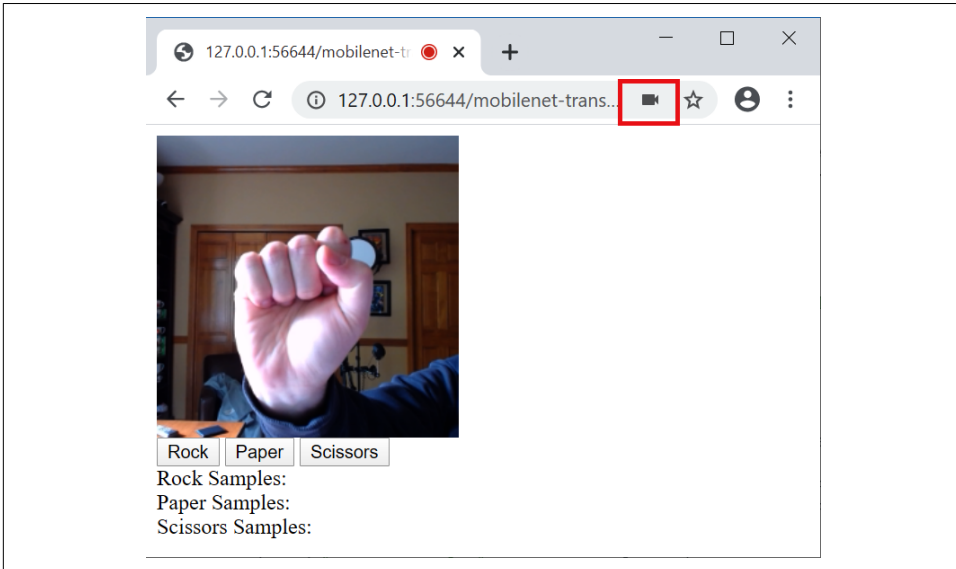 127.0.0.1:56644/mobilenet-tr
127.0.0.1:56644/mobilenet-trans...
Rock Paper Scissors
Rock Samples:
Paper Samples:
Scissors Samples: